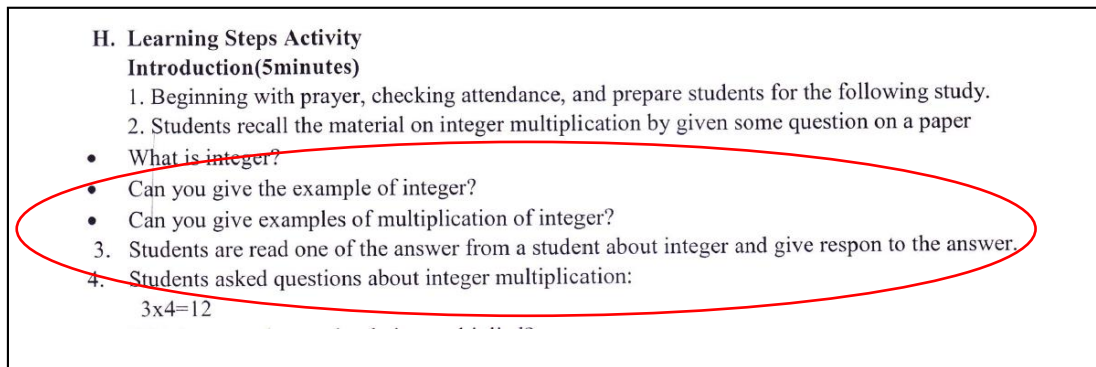 H. Learning Steps Activity
Introduction(5minutes)
1. Beginning with prayer, checking attendance, and prepare students for the following study.
2. Students recall the material on integer multiplication by given some question on a paper
• What is integer?
• Can you give the example of integer?
• Can you give examples of multiplication of integer?
3. Students are read one of the answer from a student about integer and give respon to the answer.
4. Students asked questions about integer multiplication:
3x4=12